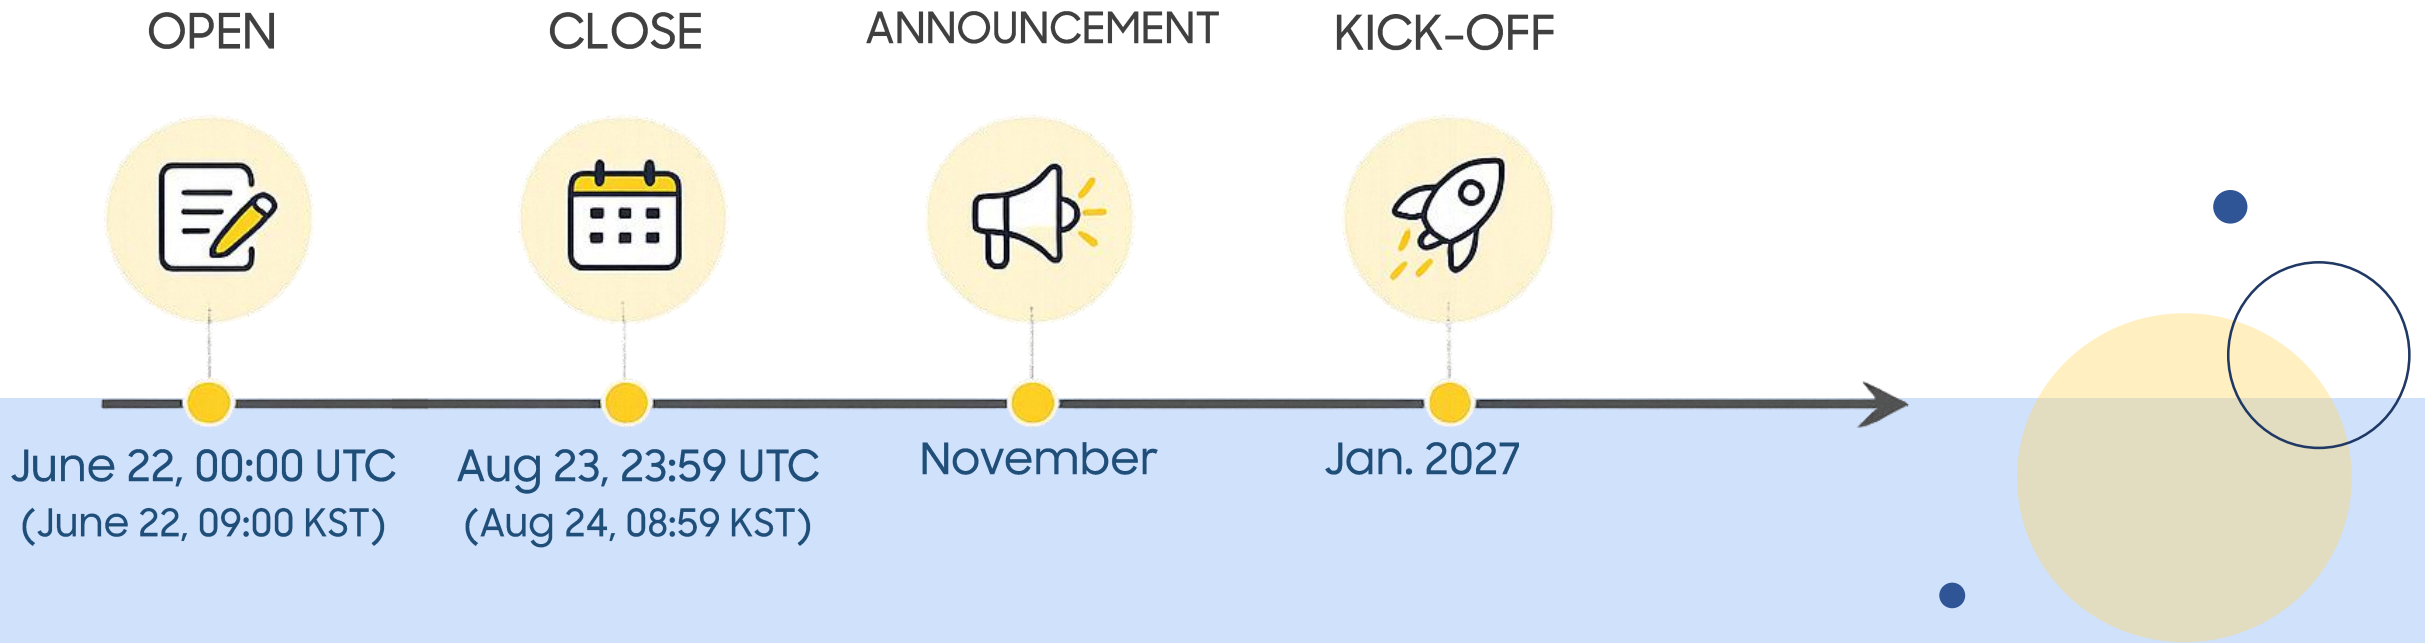 OPEN
CLOSE
ANNOUNCEMENT
KICK-OFF
June 22, 00:00 UTC
(June 22, 09:00 KST)
Aug 23, 23:59 UTC
(Aug 24, 08:59 KST)
November
Jan. 2027